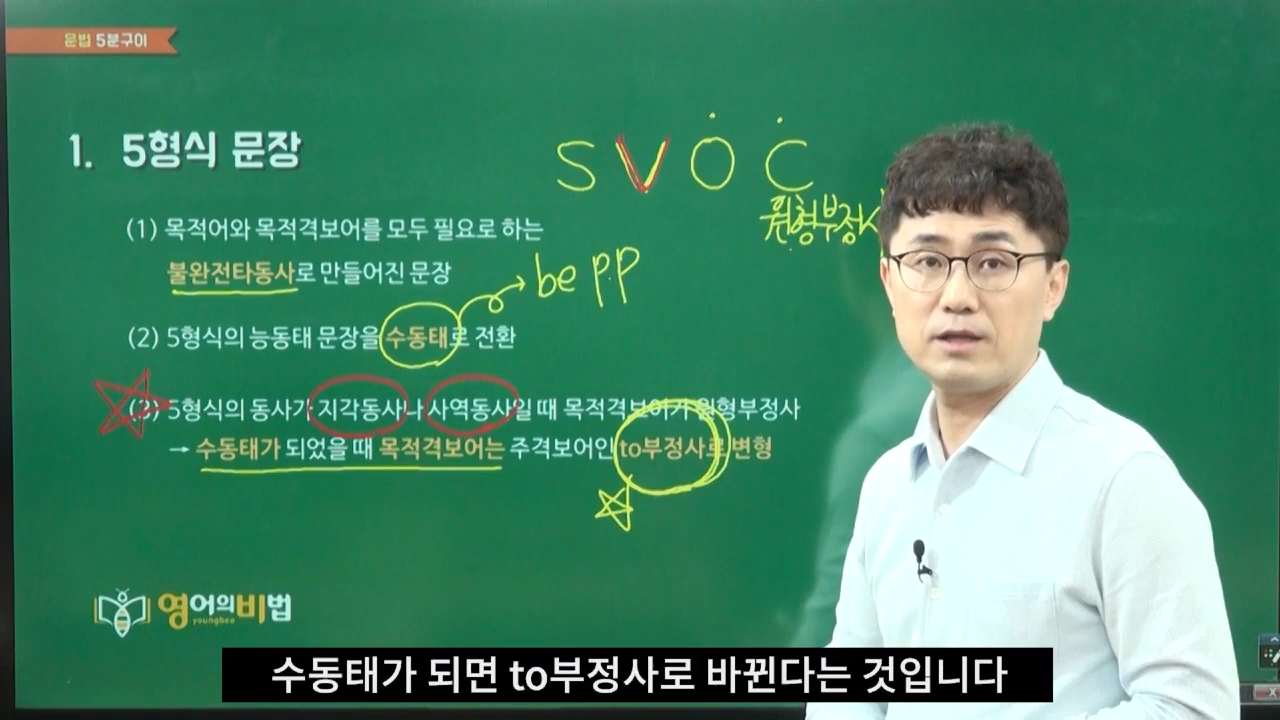 문법 5분구이
1. 5형식 문장
S V O C
원형부정사
(1) 목적어와 목적격보어를 모두 필요로 하는
불완전타동사로 만들어진 문장
be p.p
(2) 5형식의 능동태 문장을 수동태로 전환
(3) 5형식의 동사가 지각동사나 사역동사일 때 목적격보어가 원형부정사
→ 수동태가 되었을 때 목적격보어는 주격보어인 to부정사로 변형
영어의비법
youngbee
수동태가 되면 to부정사로 바뀐다는 것입니다